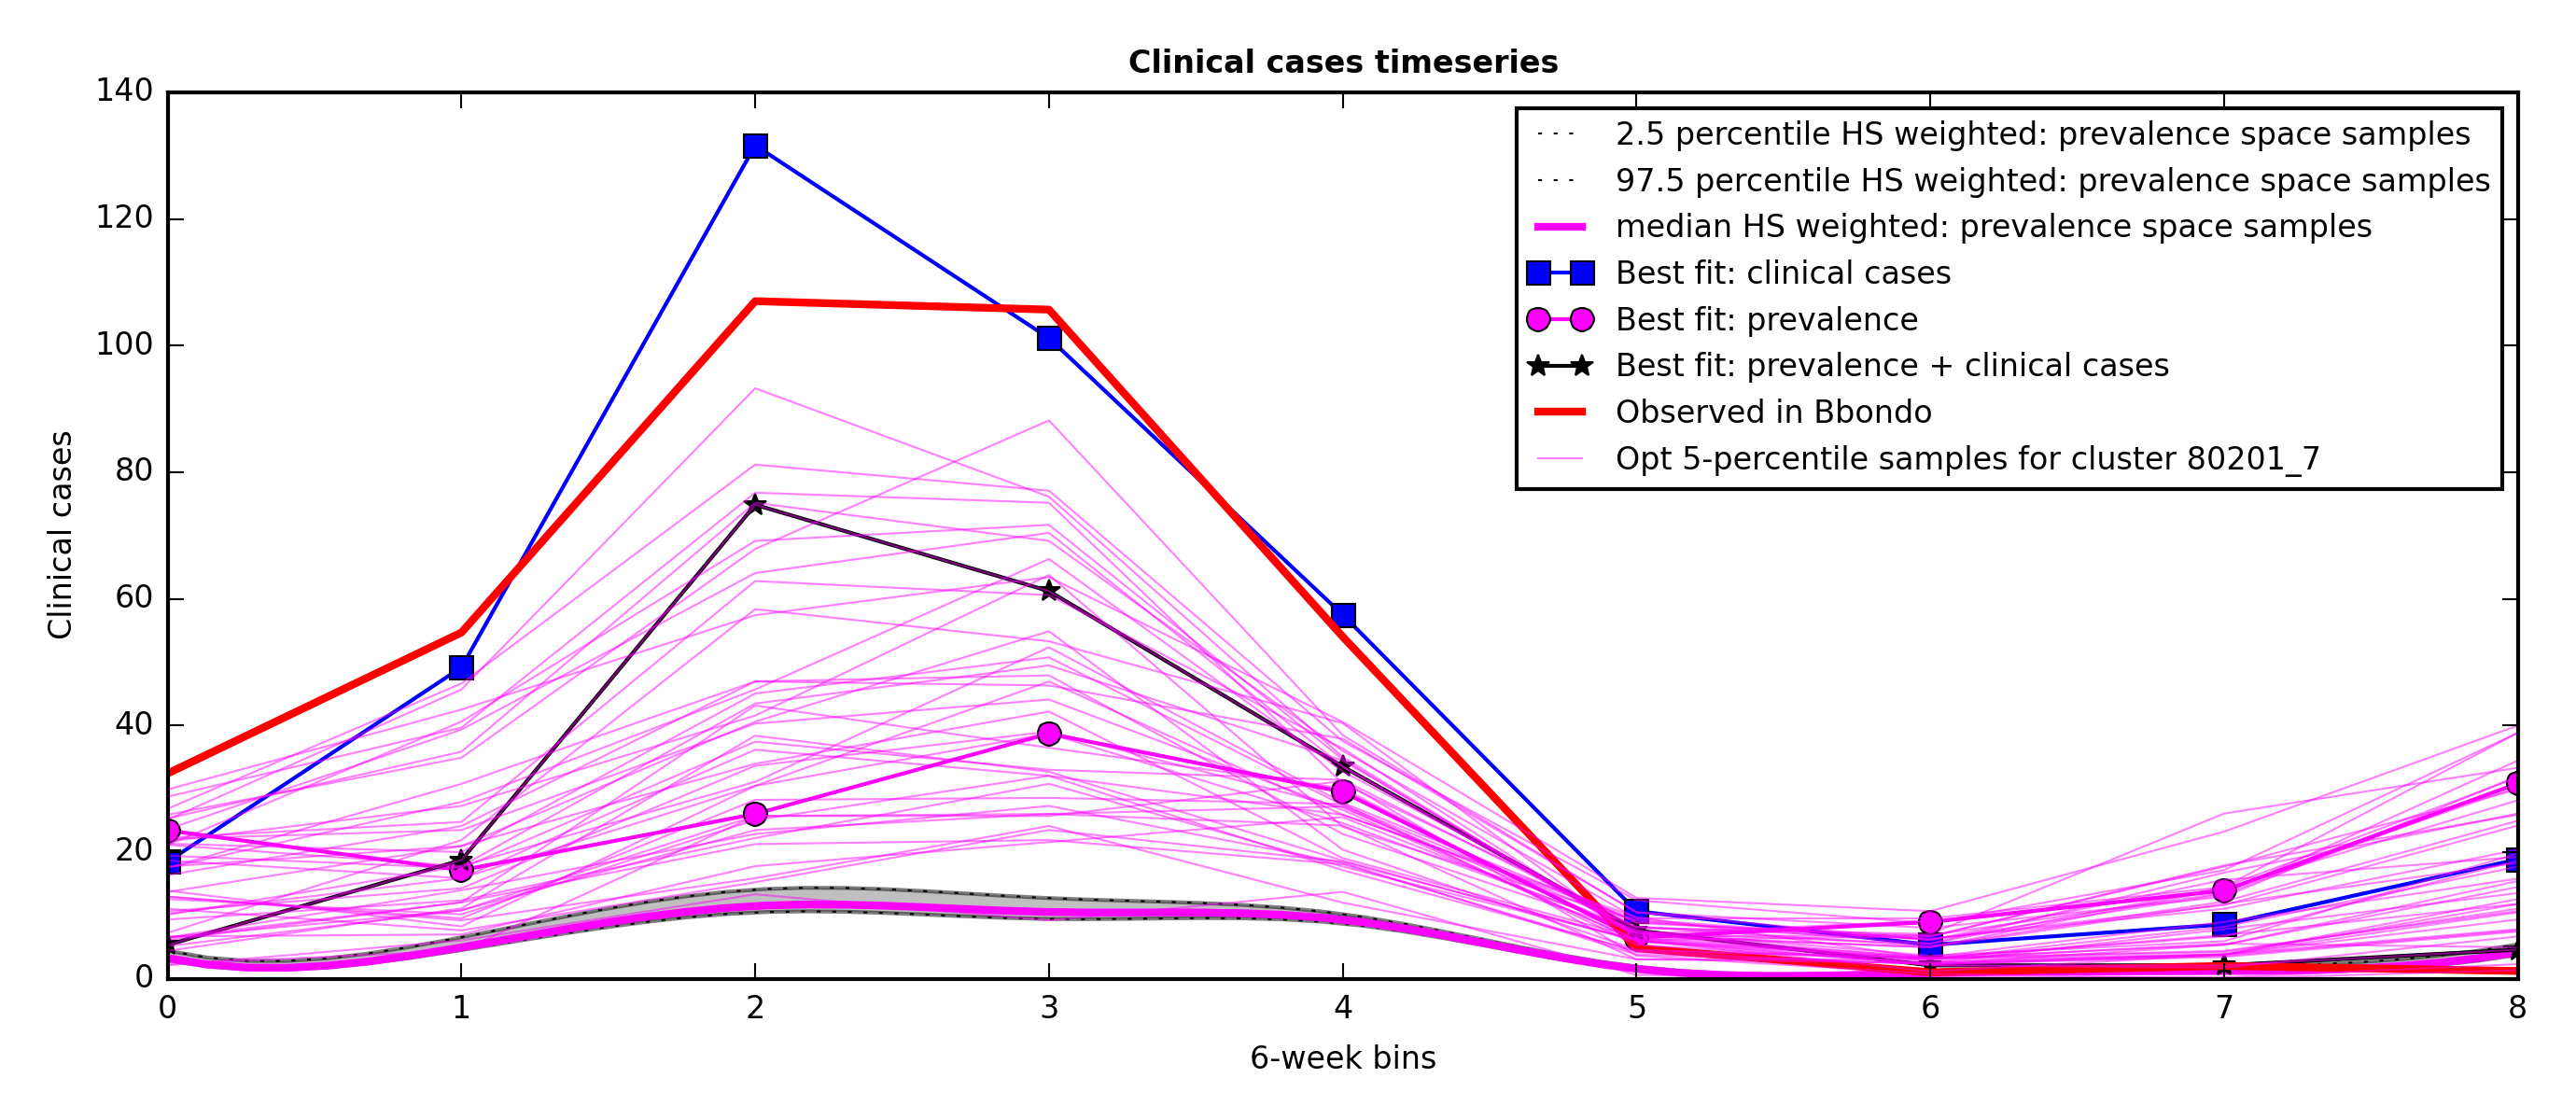 Clinical cases timeseries
140
120
100
80
60
40
20
0
Clinical cases
2.5 percentile HS weighted: prevalence space samples
97.5 percentile HS weighted: prevalence space samples
median HS weighted: prevalence space samples
Best fit: clinical cases
Best fit: prevalence
Best fit: prevalence + clinical cases
Observed in Bbondo
Opt 5-percentile samples for cluster 80201_7
0 1 2 3 4 5 6 7 8
6-week bins